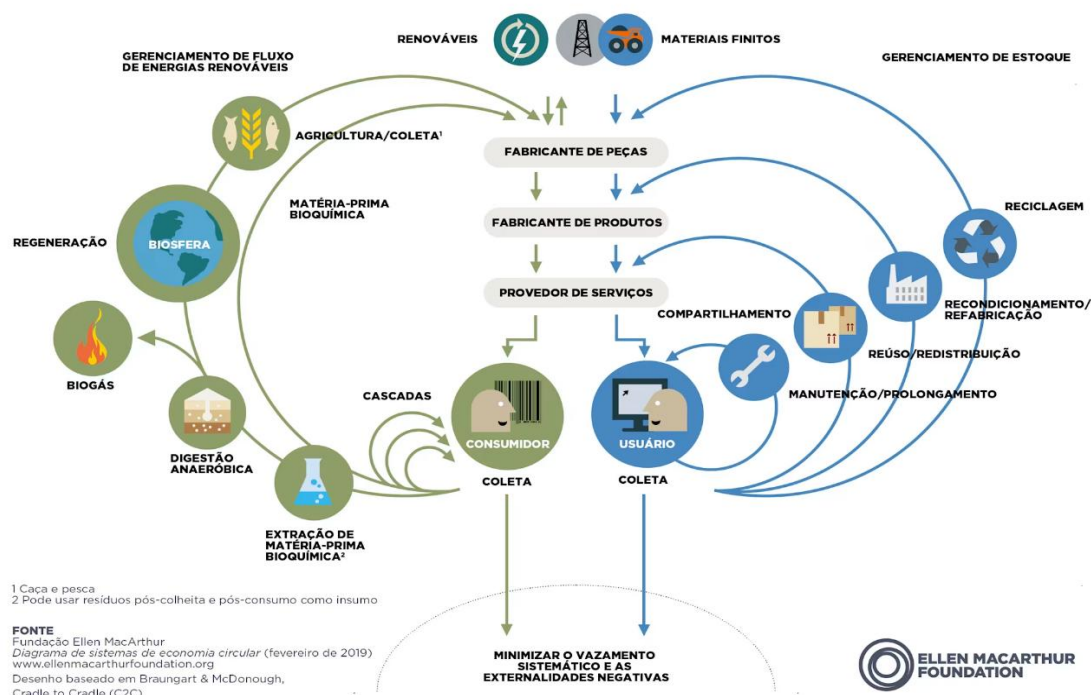 RENOVÁVEIS
MATERIAIS FINITOS
GERENCIAMENTO DE FLUXO
DE ENERGIAS RENOVÁVEIS
GERENCIAMENTO DE ESTOQUE
AGRICULTURA/COLETA¹
FABRICANTE DE PEÇAS
MATÉRIA-PRIMA
BIOQUÍMICA
RECICLAGEM
FABRICANTE DE PRODUTOS
REGENERAÇÃO
BIOSFERA
PROVEDOR DE SERVIÇOS
RECONDICIONAMENTO/
REFABRICAÇÃO
COMPARTILHAMENTO
REÚSO/REDISTRIBUIÇÃO
BIOGÁS
MANUTENÇÃO/PROLONGAMENTO
CASCADAS
CONSUMIDOR
USUÁRIO
DIGESTÃO
ANAERÓBICA
COLETA
COLETA
EXTRAÇÃO DE
MATÉRIA-PRIMA
BIOQUÍMICA²
1 Caça e pesca
2 Pode usar resíduos pós-colheita e pós-consumo como insumo
FONTE
Fundação Ellen MacArthur
Diagrama de sistemas de economia circular (fevereiro de 2019)
www.ellenmacarthurfoundation.org
Desenho baseado em Braungart & McDonough,
Cradle to Cradle (C2C)
MINIMIZAR O VAZAMENTO
SISTEMÁTICO E AS
EXTERNALIDADES NEGATIVAS
ELLEN MACARTHUR
FOUNDATION